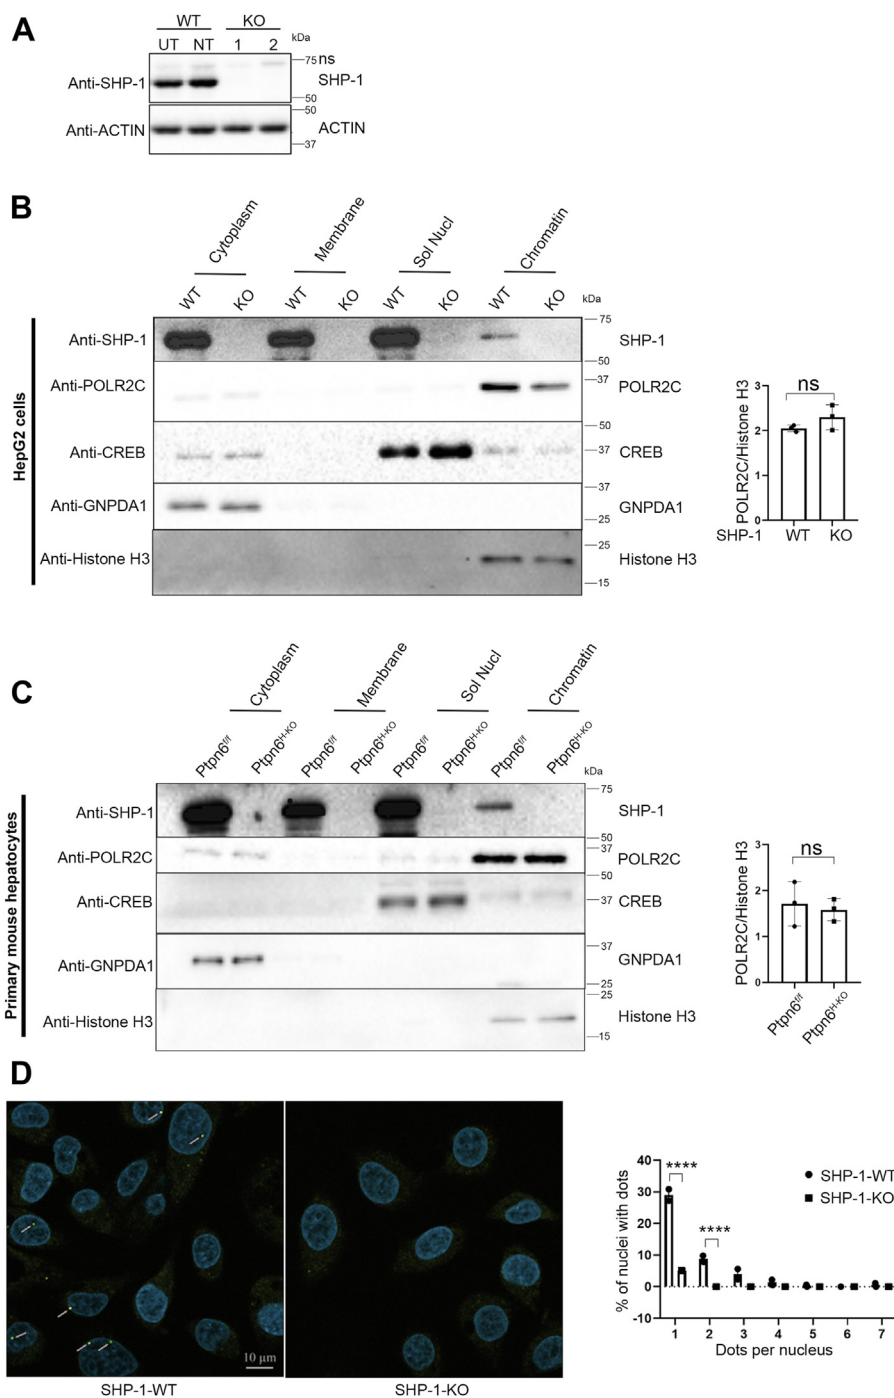 A
WT KO
UT NT 1 2 kDa
Anti-SHP-1 75 ns
SHP-1
50
Anti-ACTIN 50
ACTIN
37
B
Cytoplasm Membrane Sol Nucl Chromatin
WT KO WT KO WT KO WT KO kDa
HepG2 cells
75
Anti-SHP-1 SHP-1
50
37
Anti-POLR2C POLR2C
50
Anti-CREB 37 CREB
37
Anti-GNPDA1 GNPDA1
25
25
Anti-Histone H3 Histone H3
15
POLR2C/Histone H3
ns
3
2
1
0
SHP-1 WT KO
C
Cytoplasm Membrane Sol Nucl Chromatin
Ptpn6f/f Ptpn6H-KO Ptpn6f/f Ptpn6H-KO Ptpn6f/f Ptpn6H-KO Ptpn6f/f Ptpn6H-KO
kDa
Primary mouse hepatocytes
75
Anti-SHP-1 SHP-1
50
37
Anti-POLR2C POLR2C
50
Anti-CREB 37 CREB
37
Anti-GNPDA1 GNPDA1
25
25
Anti-Histone H3 Histone H3
15
POLR2C/Histone H3
ns
3
2
1
0
Ptpn6f/f Ptpn6H-KO
D
10 μm
SHP-1-WT SHP-1-KO
% of nuclei with dots
40
30
20
10
0
-10
**** ****
SHP-1-WT
SHP-1-KO
1 2 3 4 5 6 7
Dots per nucleus